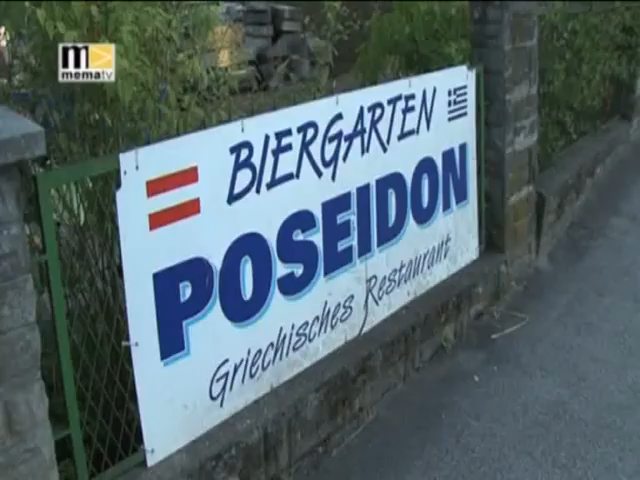 m
mema tv
BIERGARTEN
POSEIDON
Griechisches Restaurant